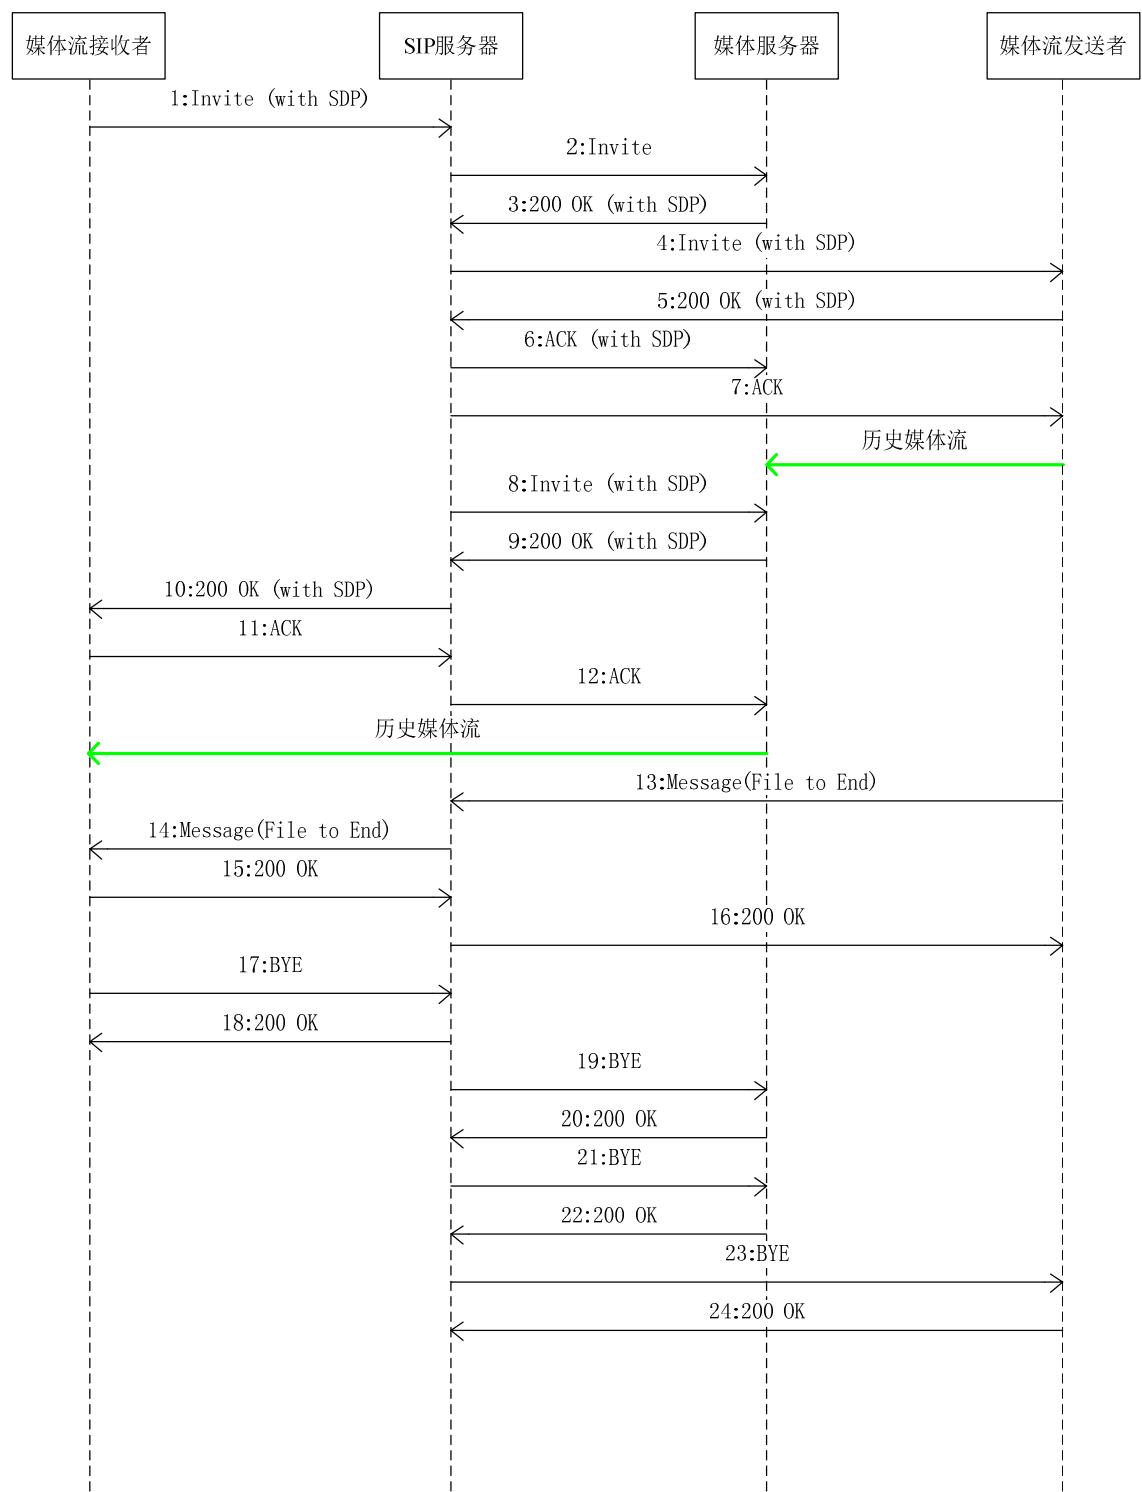 媒体流接收者
SIP服务器
媒体服务器
媒体流发送者
1:Invite (with SDP)
2:Invite
3:200 OK (with SDP)
4:Invite (with SDP)
5:200 OK (with SDP)
6:ACK (with SDP)
7:ACK
历史媒体流
8:Invite (with SDP)
9:200 OK (with SDP)
10:200 OK (with SDP)
11:ACK
12:ACK
历史媒体流
13:Message(File to End)
14:Message(File to End)
15:200 OK
16:200 OK
17:BYE
18:200 OK
19:BYE
20:200 OK
21:BYE
22:200 OK
23:BYE
24:200 OK